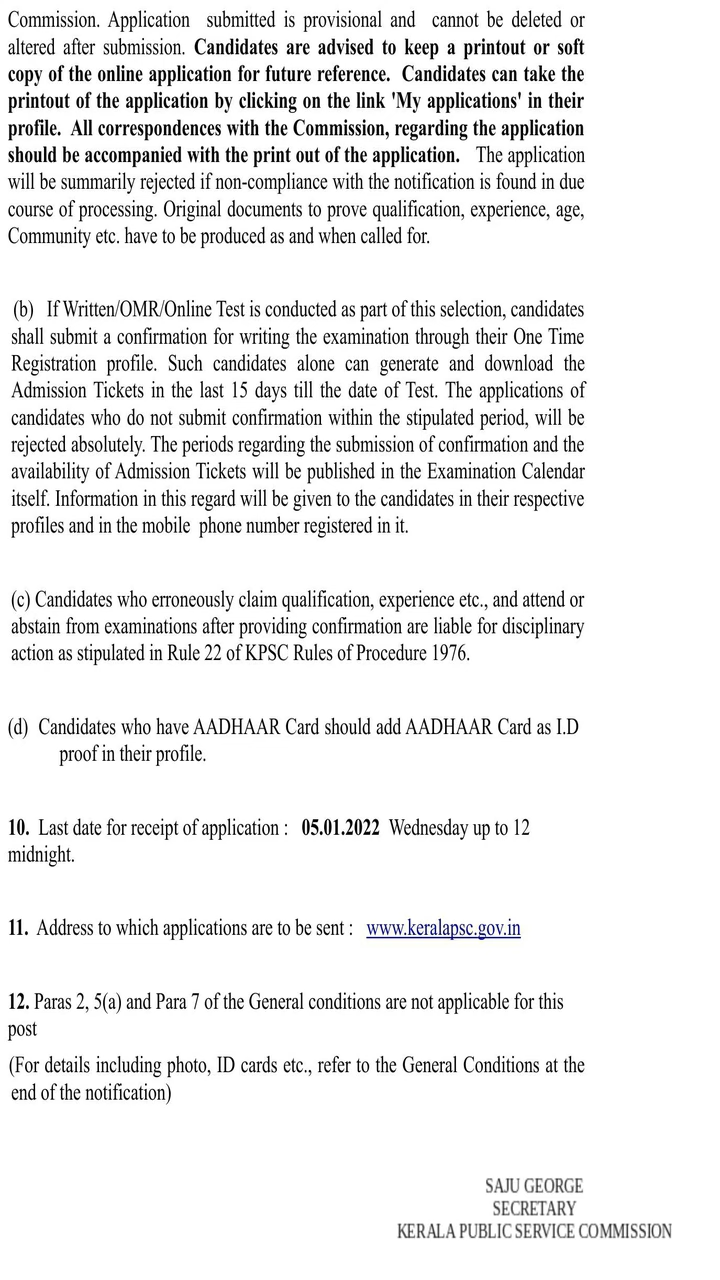 Commission. Application submitted is provisional and cannot be deleted or
altered after submission. Candidates are advised to keep a printout or soft
copy of the online application for future reference. Candidates can take the
printout of the application by clicking on the link 'My applications' in their
profile. All correspondences with the Commission, regarding the application
should be accompanied with the print out of the application. The application
will be summarily rejected if non-compliance with the notification is found in due
course of processing. Original documents to prove qualification, experience, age,
Community etc. have to be produced as and when called for.
(b) If Written/OMR/Online Test is conducted as part of this selection, candidates
shall submit a confirmation for writing the examination through their One Time
Registration profile. Such candidates alone can generate and download the
Admission Tickets in the last 15 days till the date of Test. The applications of
candidates who do not submit confirmation within the stipulated period, will be
rejected absolutely. The periods regarding the submission of confirmation and the
availability of Admission Tickets will be published in the Examination Calendar
itself. Information in this regard will be given to the candidates in their respective
profiles and in the mobile phone number registered in it.
(c) Candidates who erroneously claim qualification, experience etc., and attend or
abstain from examinations after providing confirmation are liable for disciplinary
action as stipulated in Rule 22 of KPSC Rules of Procedure 1976.
(d) Candidates who have AADHAAR Card should add AADHAAR Card as I.D
proof in their profile.
10. Last date for receipt of application : 05.01.2022 Wednesday up to 12
midnight.
11. Address to which applications are to be sent : www.keralapsc.gov.in
12. Paras 2, 5(a) and Para 7 of the General conditions are not applicable for this
post
(For details including photo, ID cards etc., refer to the General Conditions at the
end of the notification)
SAJU GEORGE
SECRETARY
KERALA PUBLIC SERVICE COMMISSION